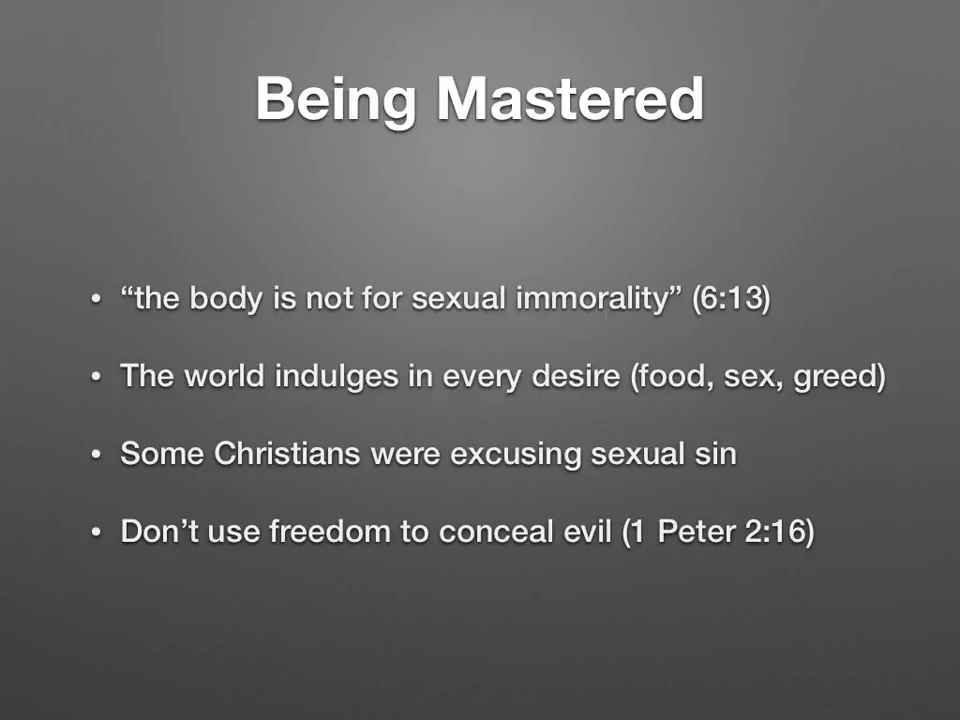 Being Mastered
• “the body is not for sexual immorality” (6:13)
• The world indulges in every desire (food, sex, greed)
• Some Christians were excusing sexual sin
• Don’t use freedom to conceal evil (1 Peter 2:16)